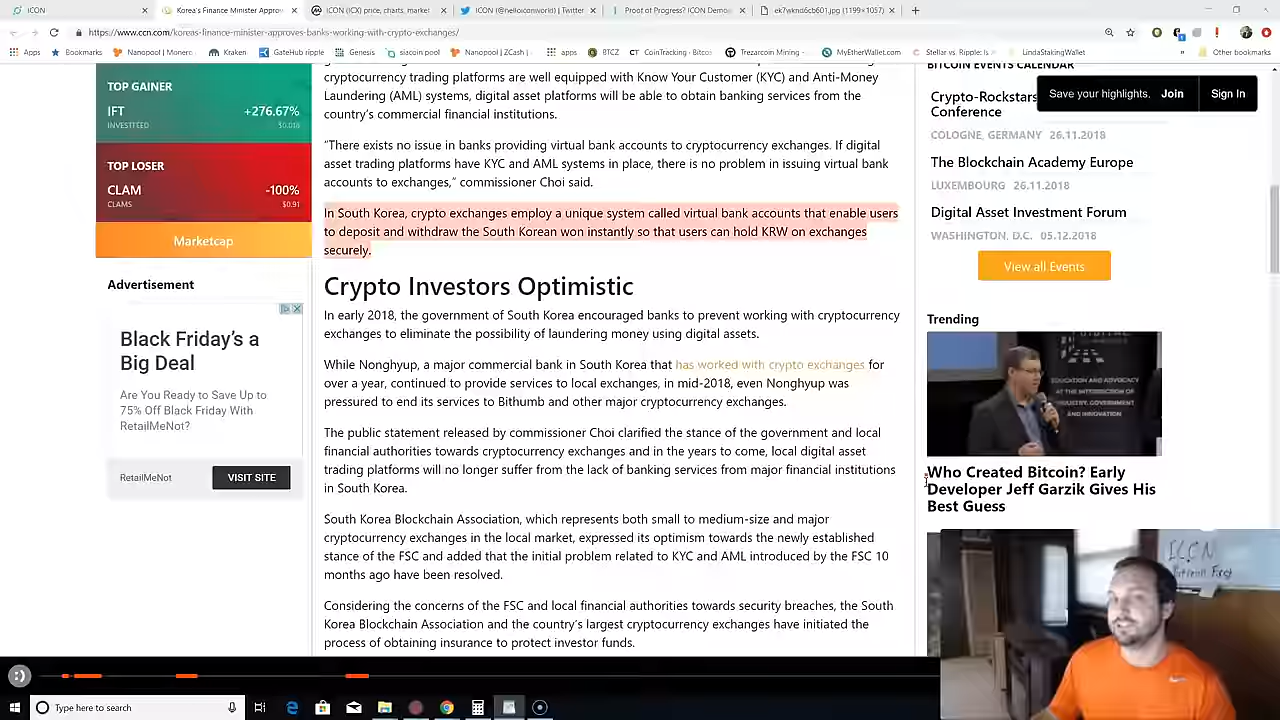 ICON
Korea's Finance Minister Approv
ICON (ICX) price, charts, market
ICON (@helloiconworld) | Twitter
Proof of Progress? ICON Demo
ek7wknd6cb601.jpg (1199×1057)
https://www.ccn.com/koreas-finance-minister-approves-banks-working-with-crypto-exchanges/
Apps
Bookmarks
Nanopool | Monero
Kraken
GateHub ripple
Genesis
siacoin pool
Nanopool | ZCash
apps
BTCZ
CoinTracking · Bitco
Trezarcoin Mining
MyEtherWallet.com
Stellar vs. Ripple: Is
LindaStakingWallet
Other bookmarks
TOP GAINER
IFT
+276.67%
INVESTFEED
$0.018
TOP LOSER
CLAM
-100%
CLAMS
$0.91
Marketcap
Advertisement
Black Friday's a
Big Deal
Are You Ready to Save Up to
75% Off Black Friday With
RetailMeNot?
RetailMeNot
VISIT SITE
cryptocurrency trading platforms are well equipped with Know Your Customer (KYC) and Anti-Money
Laundering (AML) systems, digital asset platforms will be able to obtain banking services from the
country's commercial financial institutions.
"There exists no issue in banks providing virtual bank accounts to cryptocurrency exchanges. If digital
asset trading platforms have KYC and AML systems in place, there is no problem in issuing virtual bank
accounts to exchanges," commissioner Choi said.
In South Korea, crypto exchanges employ a unique system called virtual bank accounts that enable users
to deposit and withdraw the South Korean won instantly so that users can hold KRW on exchanges
securely.
Crypto Investors Optimistic
In early 2018, the government of South Korea encouraged banks to prevent working with cryptocurrency
exchanges to eliminate the possibility of laundering money using digital assets.
While Nonghyup, a major commercial bank in South Korea that has worked with crypto exchanges for
over a year continued to provide services to local exchanges, in mid-2018, even Nonghyup was
pressured to cut services to Bithumb and other major cryptocurrency exchanges.
The public statement released by commissioner Choi clarified the stance of the government and local
financial authorities towards cryptocurrency exchanges and in the years to come, local digital asset
trading platforms will no longer suffer from the lack of banking services from major financial institutions
in South Korea.
South Korea Blockchain Association, which represents both small to medium-size and major
cryptocurrency exchanges in the local market, expressed its optimism towards the newly established
stance of the FSC and added that the initial problem related to KYC and AML introduced by the FSC 10
months ago have been resolved.
Considering the concerns of the FSC and local financial authorities towards security breaches, the South
Korea Blockchain Association and the country's largest cryptocurrency exchanges have initiated the
process of obtaining insurance to protect investor funds.
BITCOIN EVENTS CALENDAR
Save your highlights.
Join
Sign In
Crypto-Rockstars
Conference
COLOGNE, GERMANY 26.11.2018
The Blockchain Academy Europe
LUXEMBOURG 26.11.2018
Digital Asset Investment Forum
WASHINGTON, D.C. 05.12.2018
View all Events
Trending
EDUCATION AND ADVOCACY
AT THE INTERSECTION OF
INDUSTRY, GOVERNMENT
AND INNOVATION
Who Created Bitcoin? Early
Developer Jeff Garzik Gives His
Best Guess
ICON
Type here to search